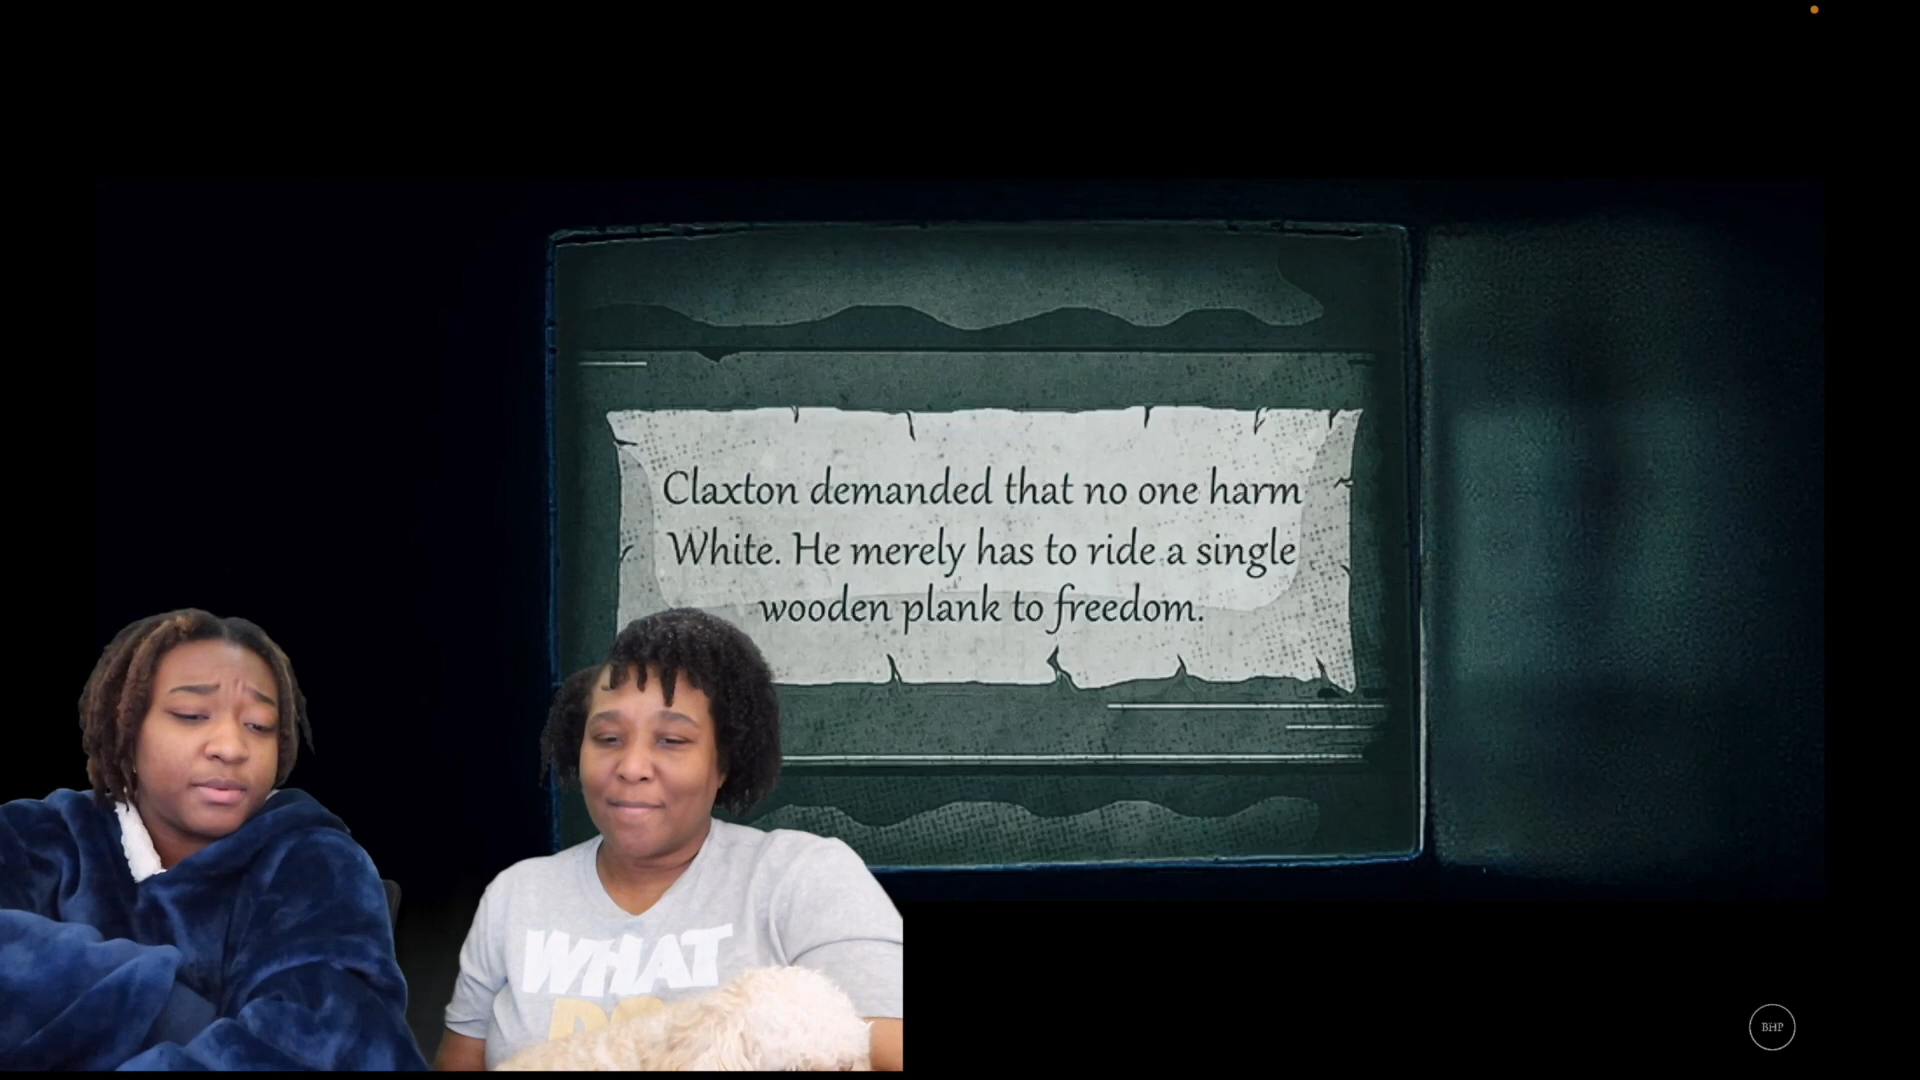 Claxton demanded that no one harm
White. He merely has to ride a single
wooden plank to freedom.
WHAT
BHP